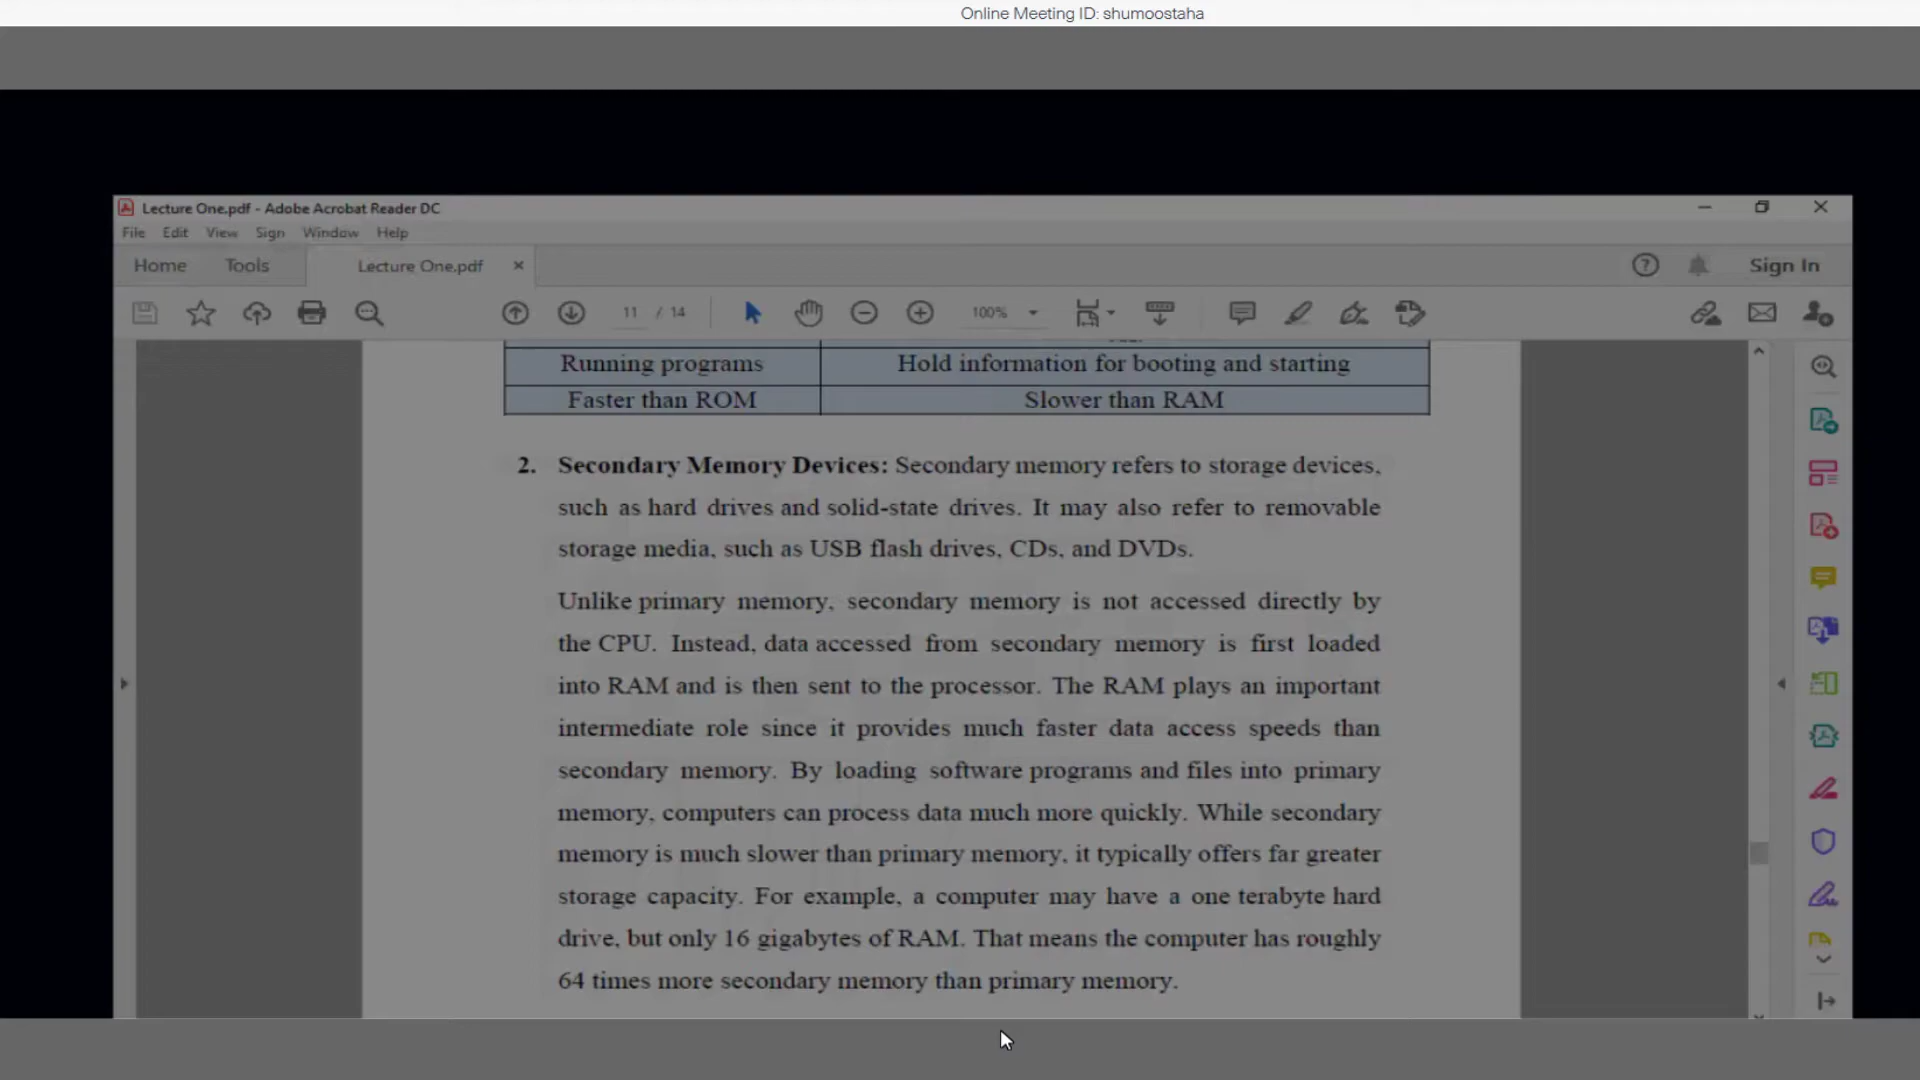 Online Meeting ID: shumoostaha
Lecture One.pdf - Adobe Acrobat Reader DC
File Edit View Sign Window Help
Home Tools Lecture One.pdf Sign In
11 / 14 100%
Running programs Hold information for booting and starting
Faster than ROM Slower than RAM
2. Secondary Memory Devices: Secondary memory refers to storage devices,
such as hard drives and solid-state drives. It may also refer to removable
storage media, such as USB flash drives, CDs, and DVDs.
Unlike primary memory, secondary memory is not accessed directly by
the CPU. Instead, data accessed from secondary memory is first loaded
into RAM and is then sent to the processor. The RAM plays an important
intermediate role since it provides much faster data access speeds than
secondary memory. By loading software programs and files into primary
memory, computers can process data much more quickly. While secondary
memory is much slower than primary memory, it typically offers far greater
storage capacity. For example, a computer may have a one terabyte hard
drive, but only 16 gigabytes of RAM. That means the computer has roughly
64 times more secondary memory than primary memory.